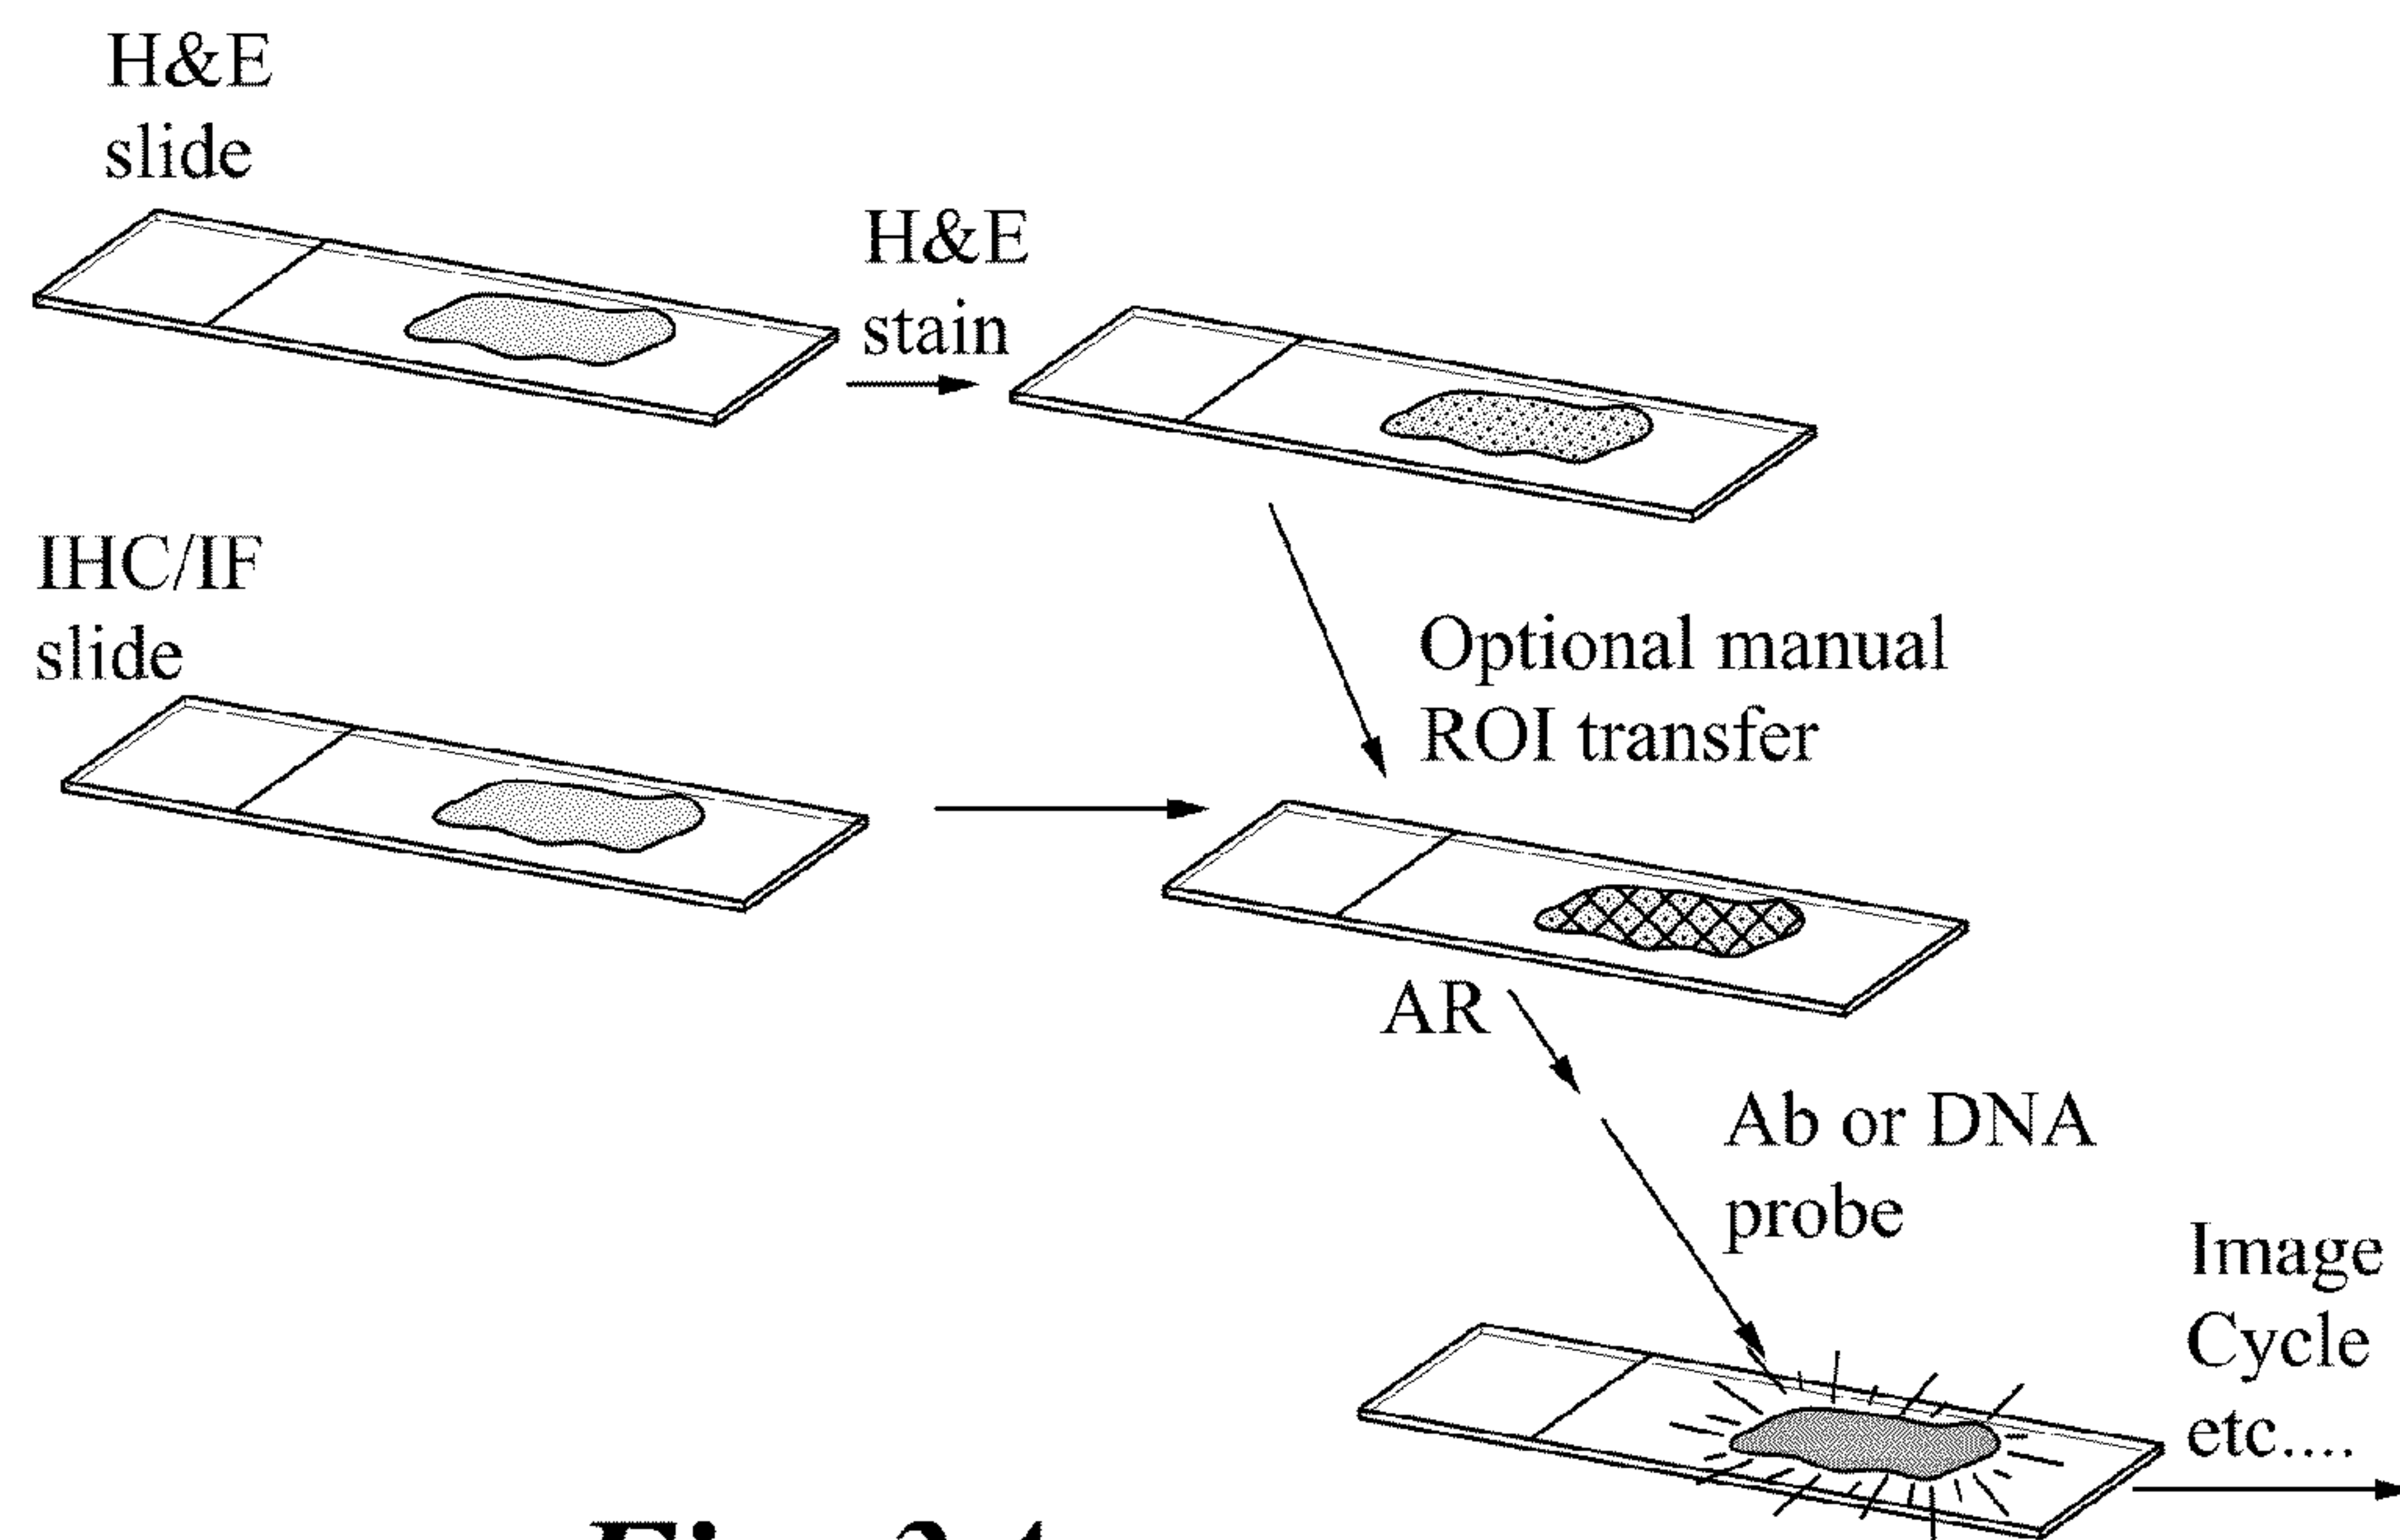 H&E
slide
H&E
stain
IHC/IF
slide
Optional manual
ROI transfer
AR
Ab or DNA
probe
Image
Cycle
etc....